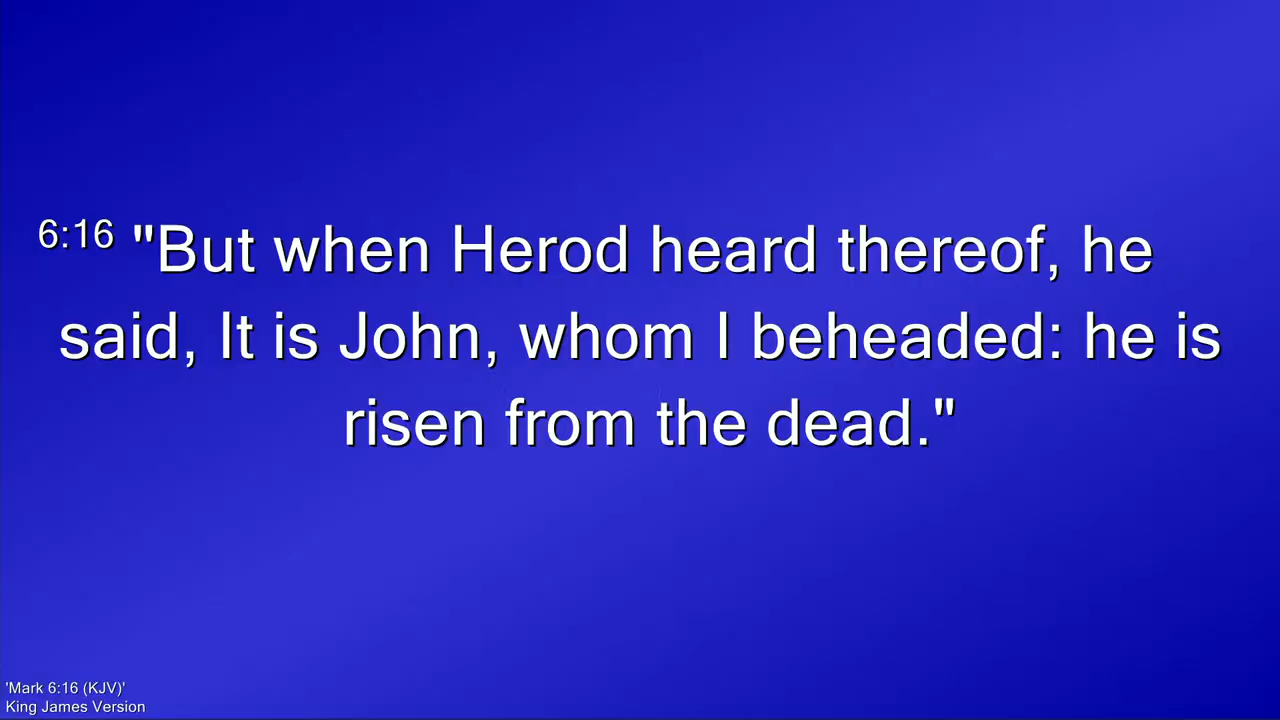 6:16 "But when Herod heard thereof, he
said, It is John, whom I beheaded: he is
risen from the dead."
'Mark 6:16 (KJV)'
King James Version